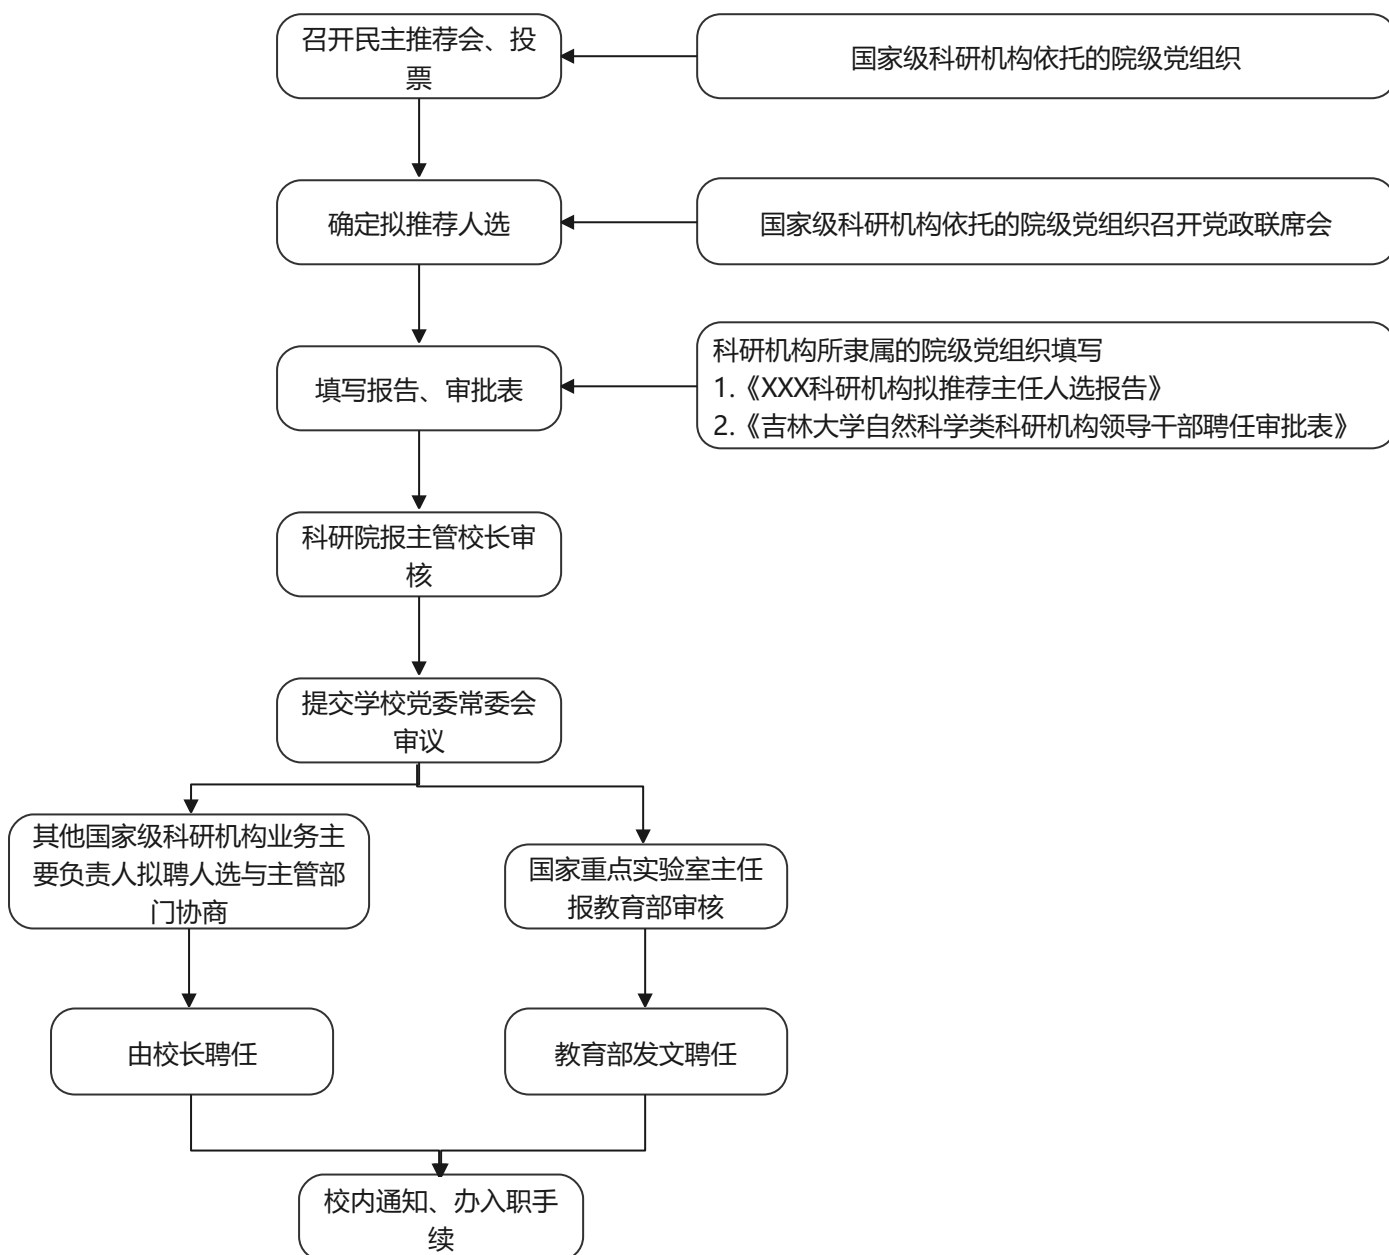 召开民主推荐会、投
票
国家级科研机构依托的院级党组织
确定拟推荐人选
国家级科研机构依托的院级党组织召开党政联席会
填写报告、审批表
科研机构所隶属的院级党组织填写
1.《XXX科研机构拟推荐主任人选报告》
2.《吉林大学自然科学类科研机构领导干部聘任审批表》
科研院报主管校长审
核
提交学校党委常委会
审议
其他国家级科研机构业务主
要负责人拟聘人选与主管部
门协商
国家重点实验室主任
报教育部审核
由校长聘任
教育部发文聘任
校内通知、办入职手
续